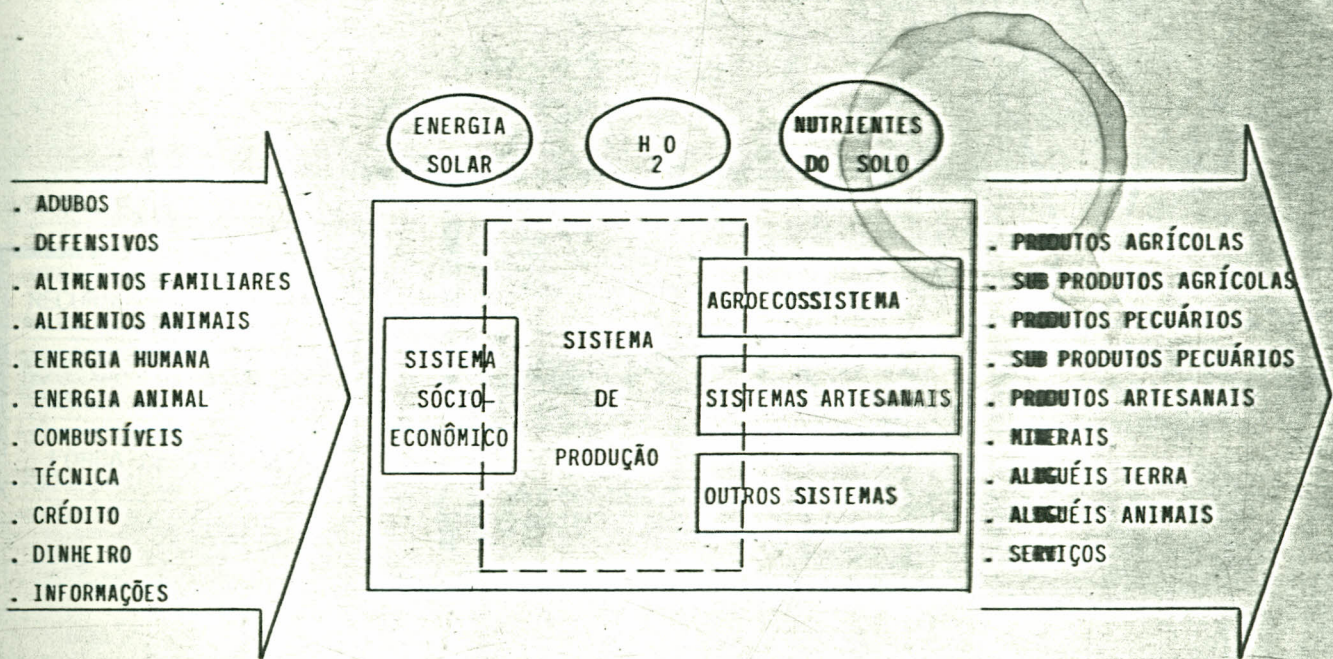 ENERGIA
SOLAR
H O
2
NUTRIENTES
DO SOLO
. ADUBOS
. DEFENSIVOS
. ALIMENTOS FAMILIARES
. ALIMENTOS ANIMAIS
. ENERGIA HUMANA
. ENERGIA ANIMAL
. COMBUSTÍVEIS
. TÉCNICA
. CRÉDITO
. DINHEIRO
. INFORMAÇÕES
SISTEMA
SÓCIO-
ECONÔMICO
SISTEMA
DE
PRODUÇÃO
AGROECOSSISTEMA
SISTEMAS ARTESANAIS
OUTROS SISTEMAS
. PRODUTOS AGRÍCOLAS
. SUB PRODUTOS AGRÍCOLAS
. PRODUTOS PECUÁRIOS
. SUB PRODUTOS PECUÁRIOS
. PRODUTOS ARTESANAIS
. MINERAIS
. ALUGUÉIS TERRA
. ALUGUÉIS ANIMAIS
. SERVIÇOS